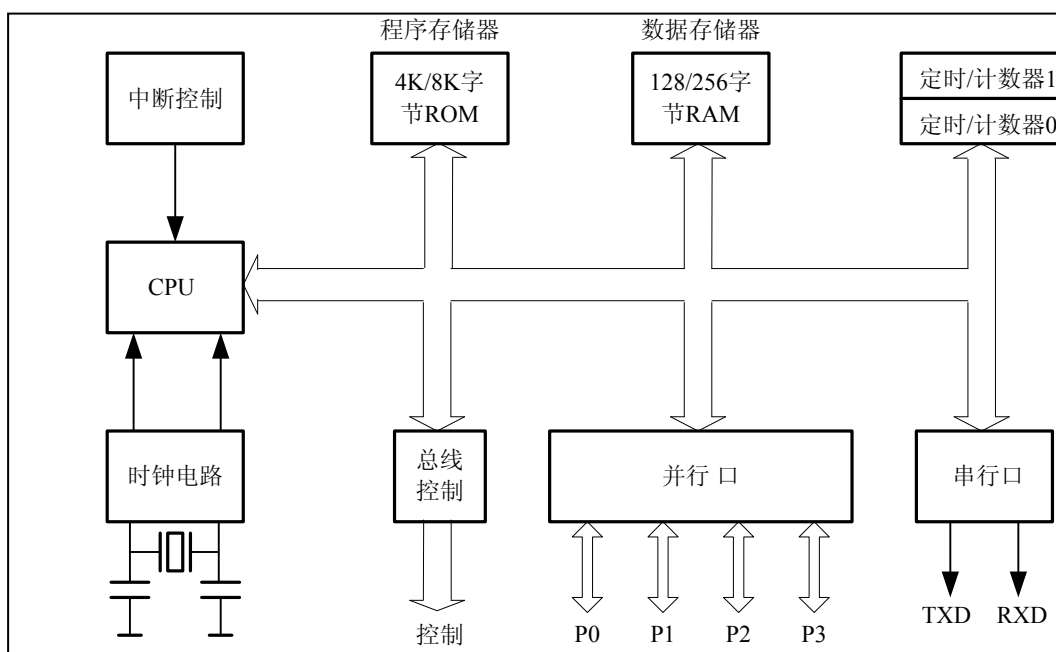 程序存储器
数据存储器
中断控制
4K/8K字
节ROM
128/256字
节RAM
定时/计数器1
定时/计数器0
CPU
时钟电路
总线
控制
并行 口
串行口
控制
P0
P1
P2
P3
TXD
RXD